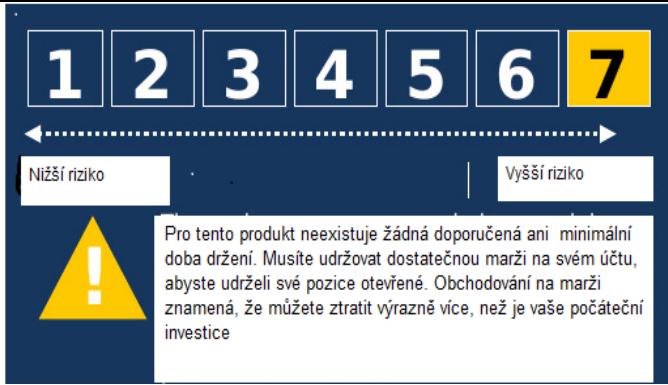 1 2 3 4 5 6 7
Nižší riziko
Vyšší riziko
!
Pro tento produkt neexistuje žádná doporučená ani minimální
doba držení. Musíte udržovat dostatečnou marži na svém účtu,
abyste udrželi své pozice otevřené. Obchodování na marži
znamená, že můžete ztratit výrazně více, než je vaše počáteční
investice